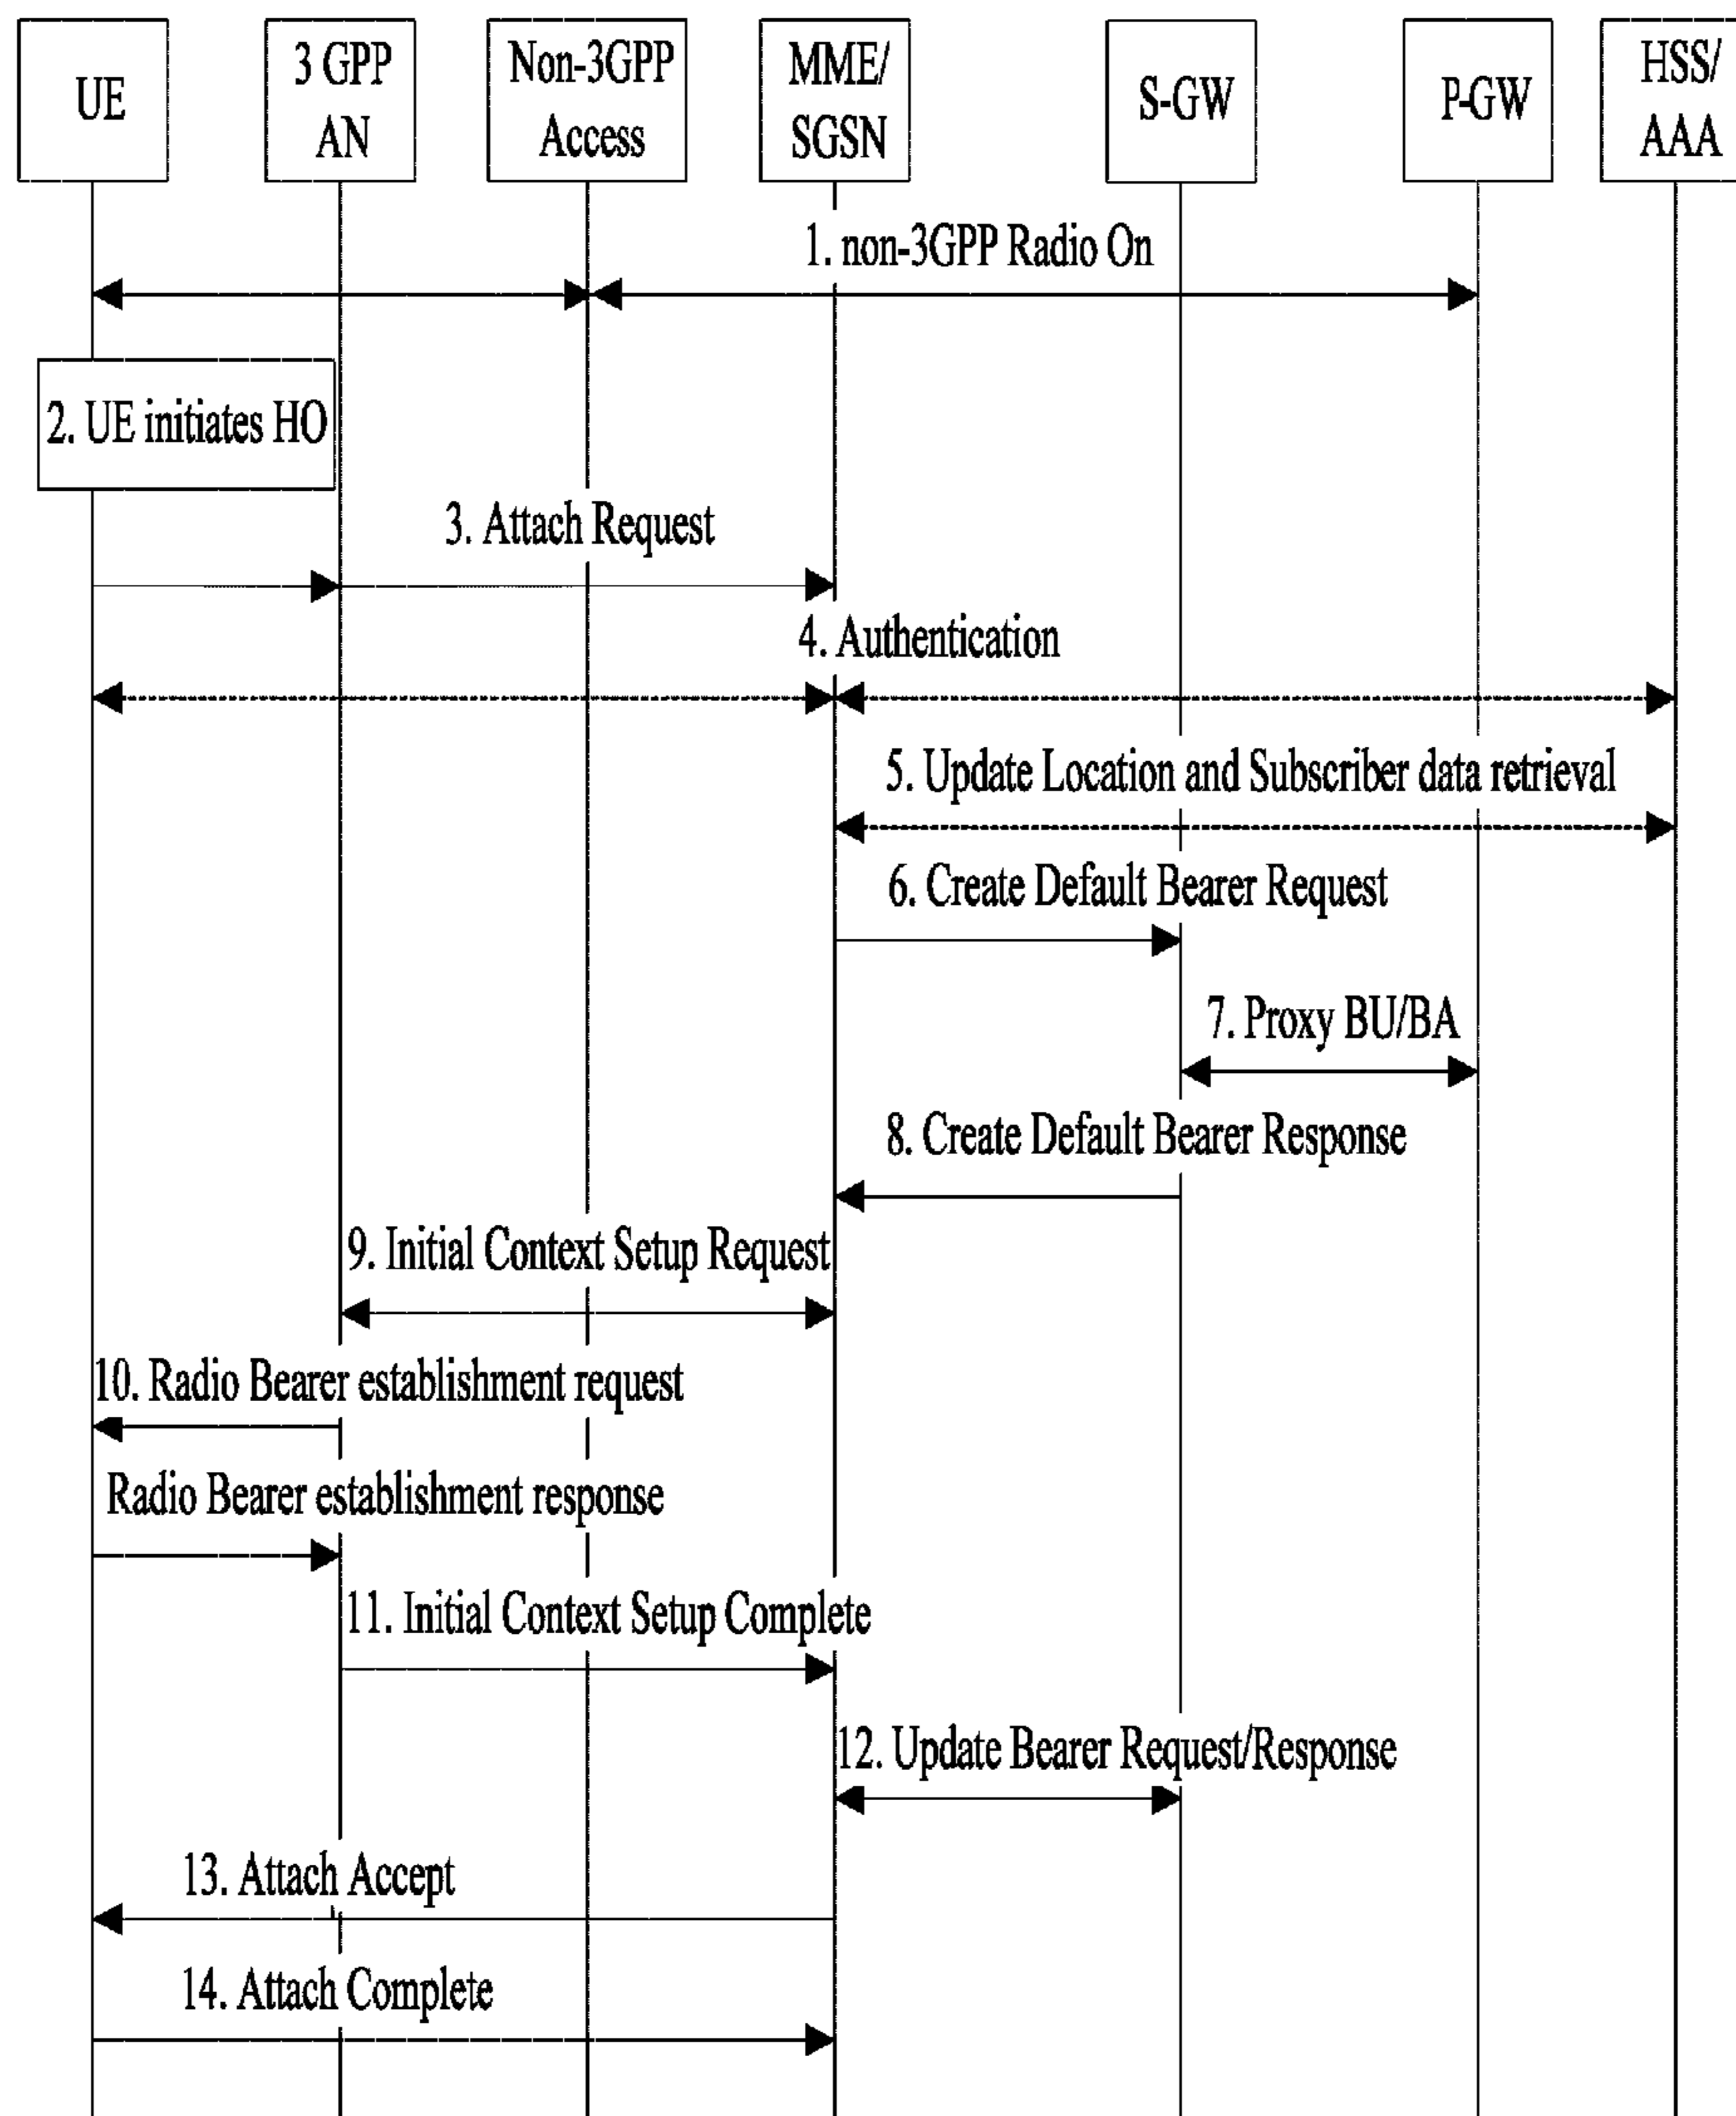 UE
3 GPP
AN
Non-3GPP
Access
MME/
SGSN
S-GW
P-GW
HSS/
AAA
1. non-3GPP Radio On
2. UE initiates HO
3. Attach Request
4. Authentication
5. Update Location and Subscriber data retrieval
6. Create Default Bearer Request
7. Proxy BU/BA
8. Create Default Bearer Response
9. Initial Context Setup Request
10. Radio Bearer establishment request
Radio Bearer establishment response
11. Initial Context Setup Complete
12. Update Bearer Request/Response
13. Attach Accept
14. Attach Complete